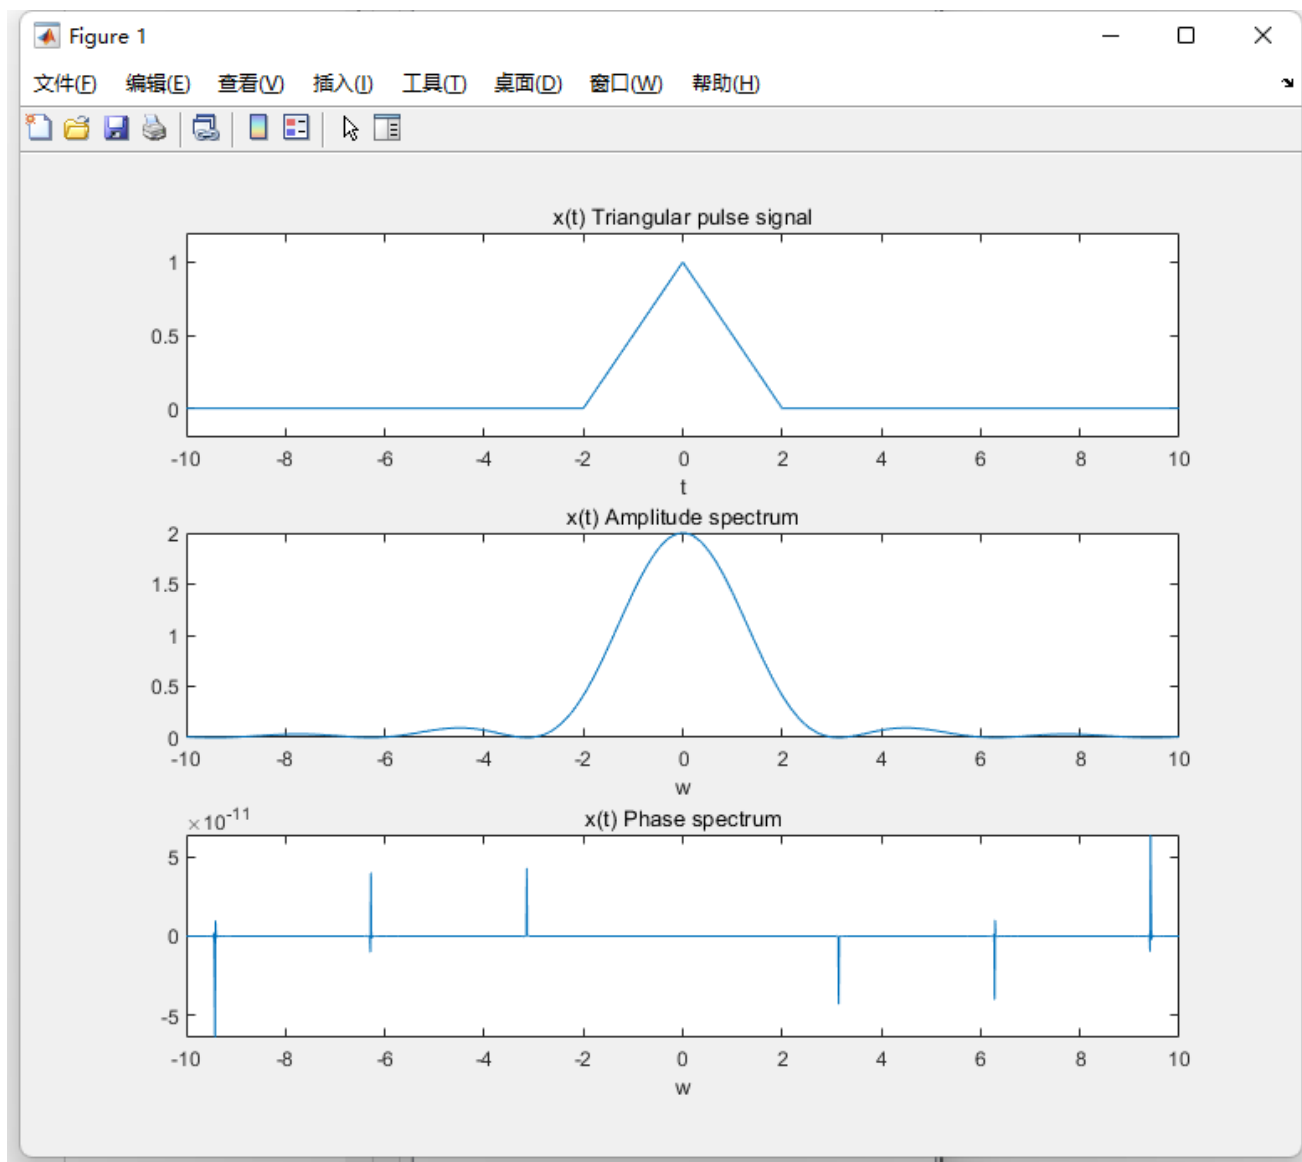 Figure 1
文件(F) 编辑(E) 查看(V) 插入(I) 工具(T) 桌面(D) 窗口(W) 帮助(H)
x(t) Triangular pulse signal
1
0.5
0
-10 -8 -6 -4 -2 0 2 4 6 8 10
t
x(t) Amplitude spectrum
2
1.5
1
0.5
0
-10 -8 -6 -4 -2 0 2 4 6 8 10
w
×10^-11
x(t) Phase spectrum
5
0
-5
-10 -8 -6 -4 -2 0 2 4 6 8 10
w